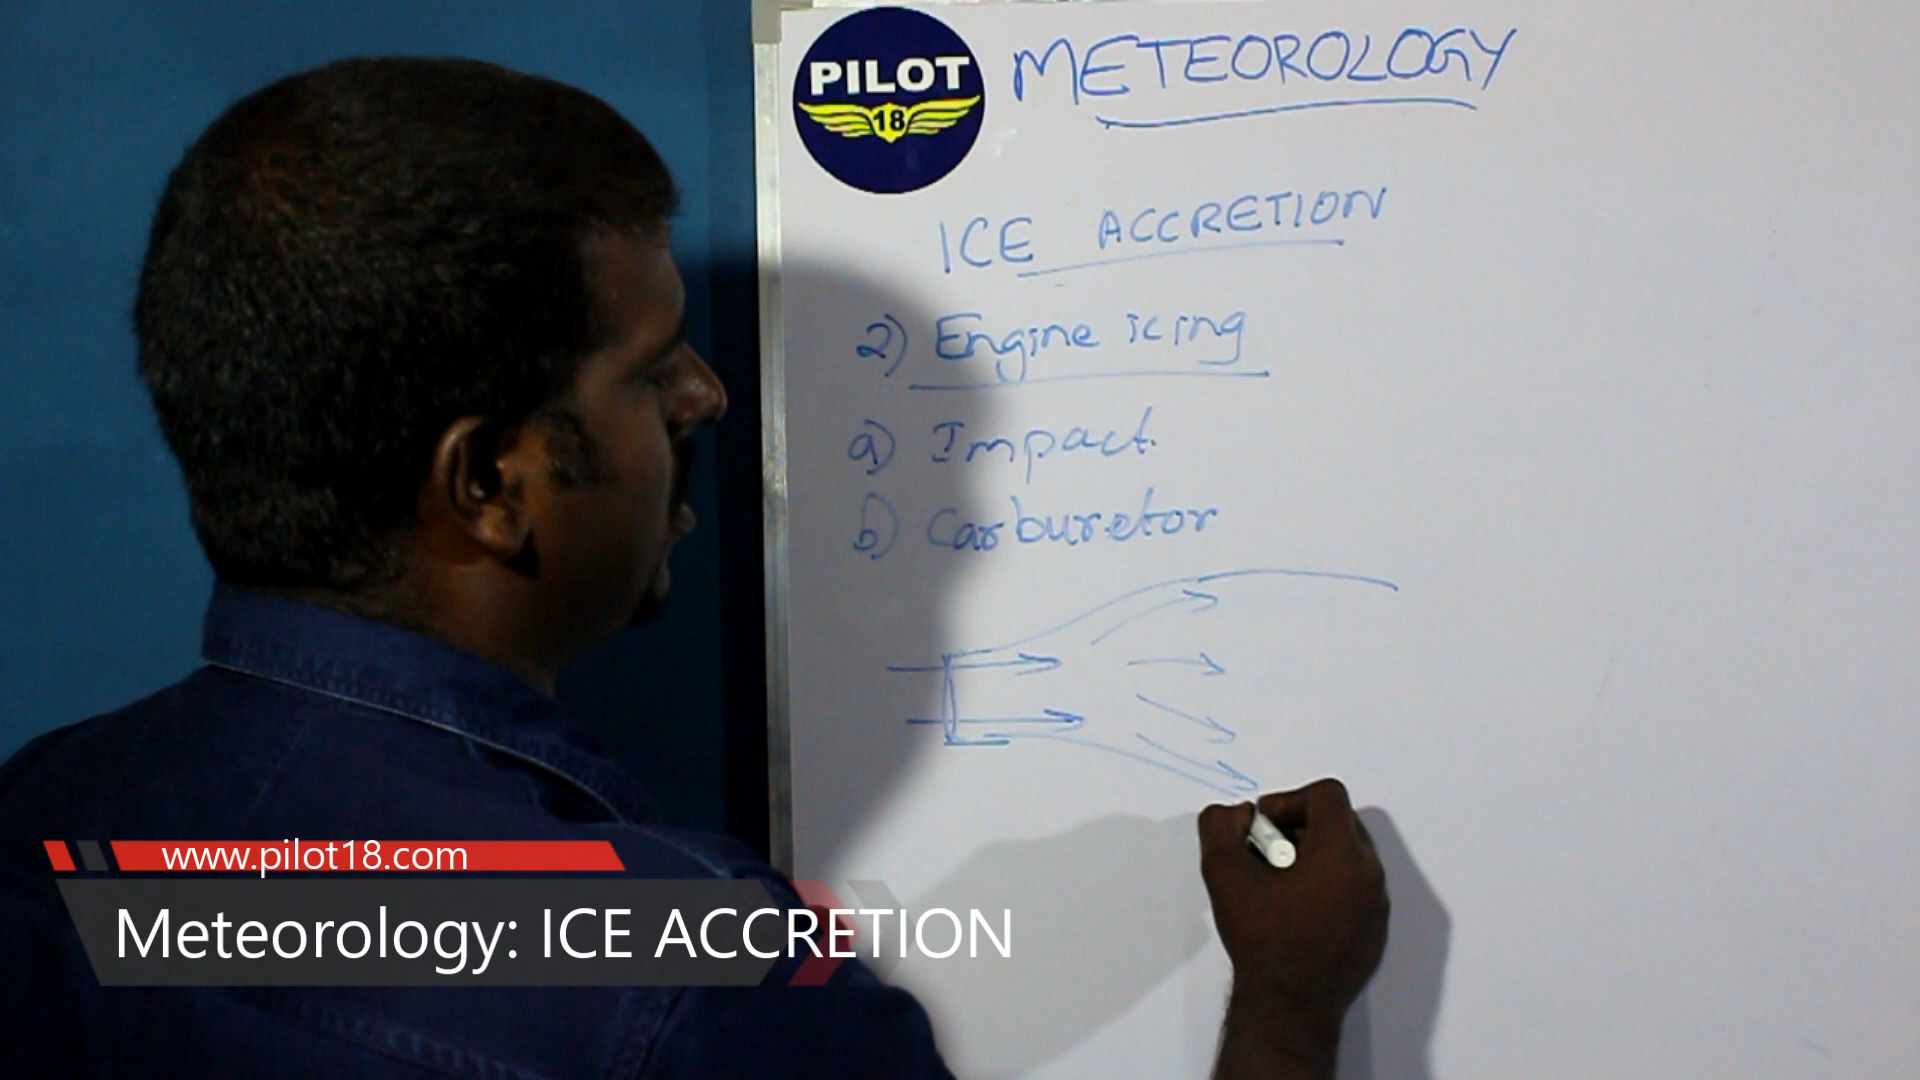 PILOT
18
METEOROLOGY
ICE ACCRETION
2) Engine icing
a) Impact.
b) Carburetor
www.pilot18.com
Meteorology: ICE ACCRETION